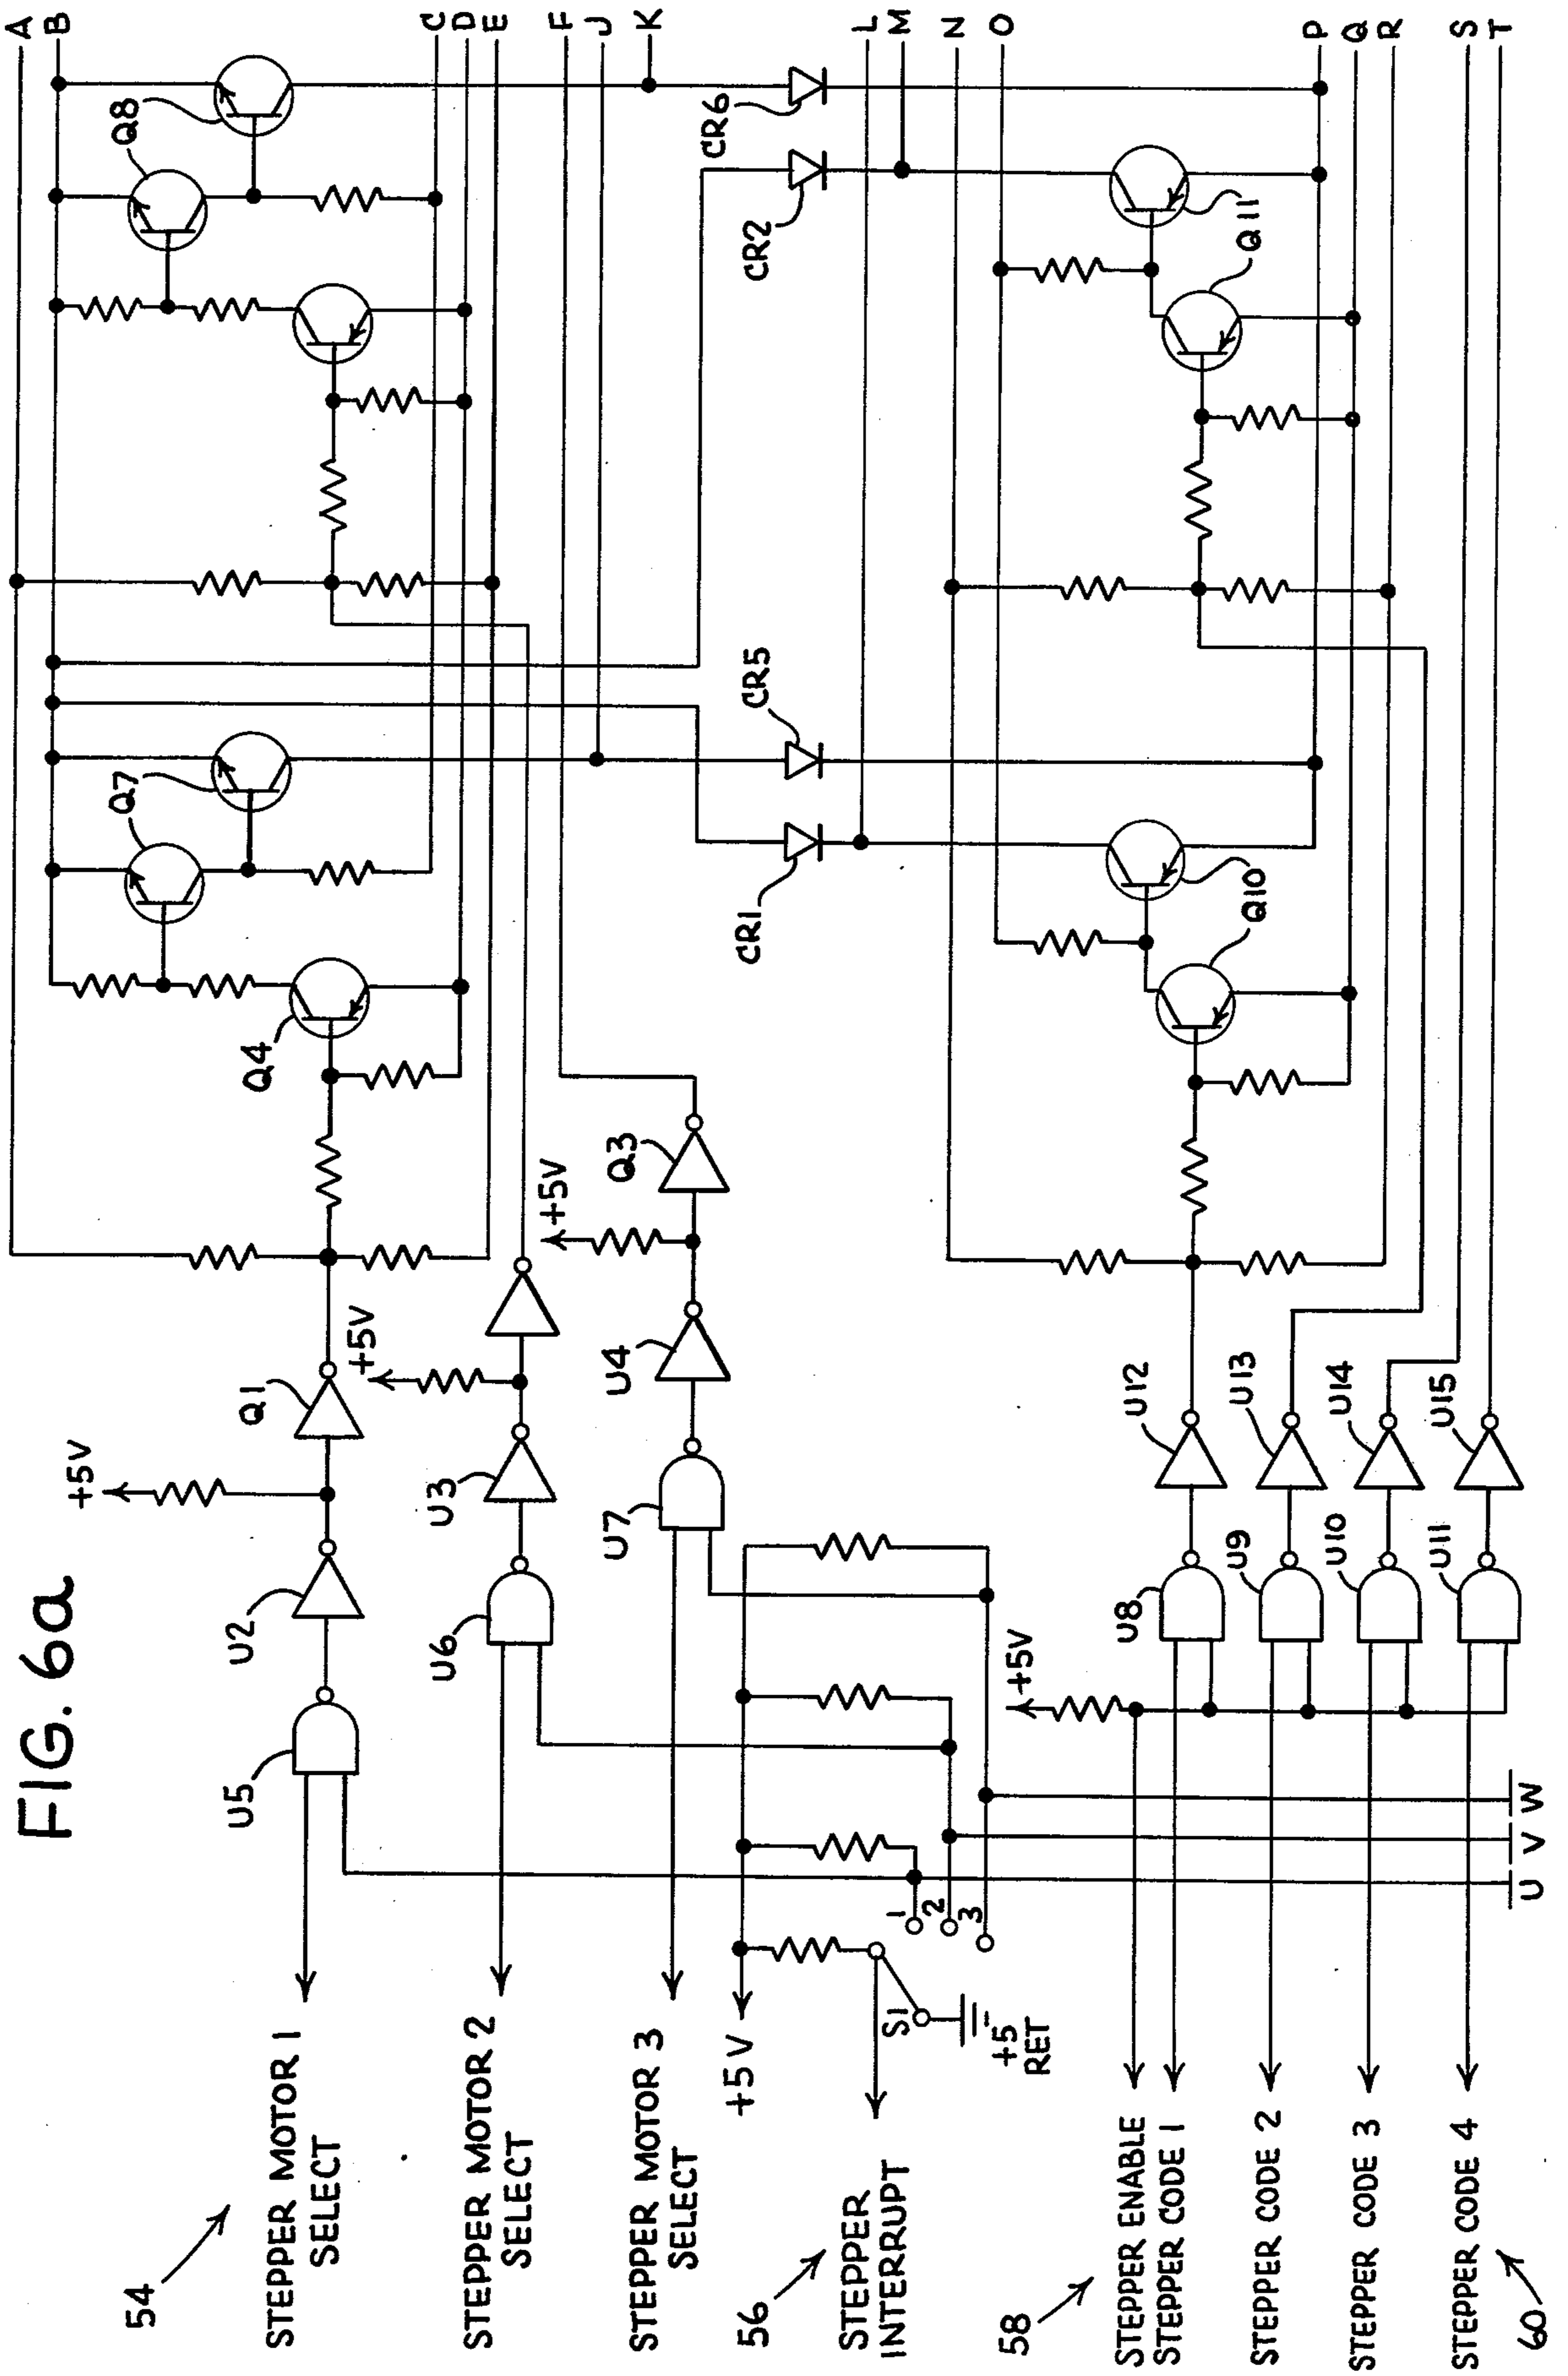 FIG. 6a
54
STEPPER MOTOR 1
SELECT
STEPPER MOTOR 2
SELECT
STEPPER MOTOR 3
SELECT
+5V
56
STEPPER
INTERRUPT
S1
+5
RET
1
2
3
58
STEPPER ENABLE
STEPPER CODE 1
STEPPER CODE 2
STEPPER CODE 3
STEPPER CODE 4
60
U
V
W
U5
U2
+5V
Q1
U6
U3
+5V
U7
U4
+5V
Q3
+5V
U8
U9
U10
U11
U12
U13
U14
U15
Q4
Q7
Q8
CR1
CR5
CR2
CR6
Q10
Q11
A
B
C
D
E
F
J
K
L
M
N
O
P
Q
R
S
T